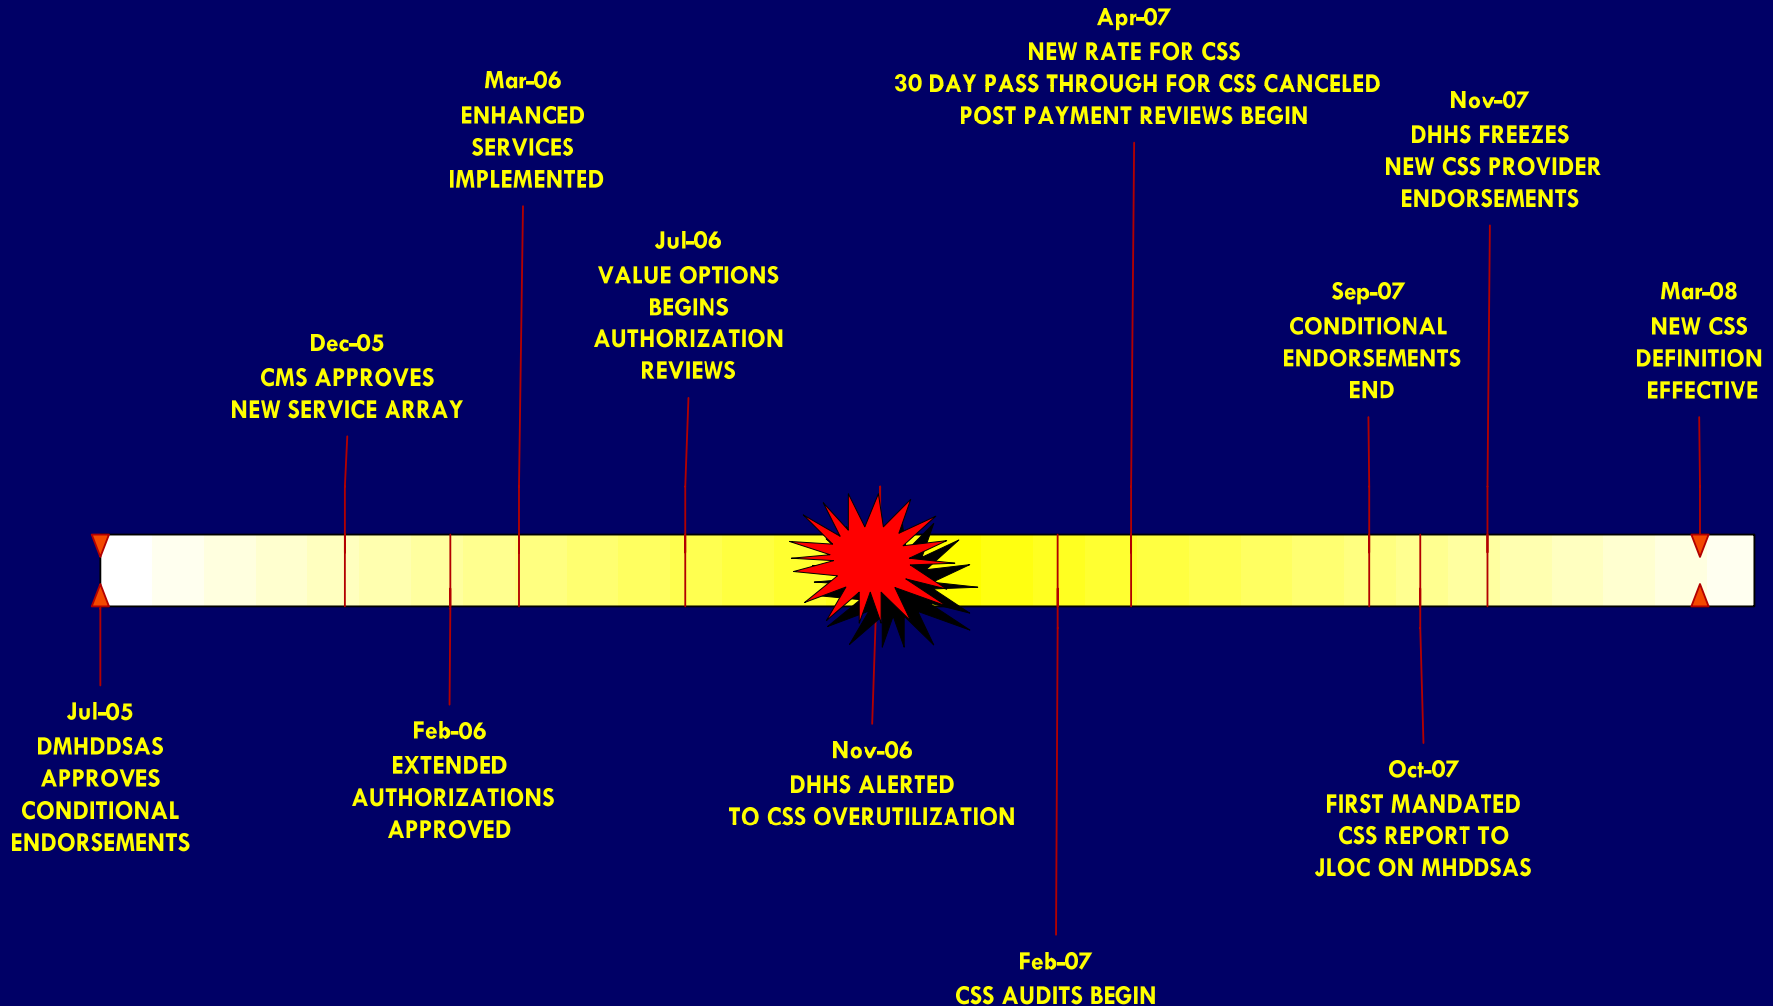 Apr-07
NEW RATE FOR CSS
30 DAY PASS THROUGH FOR CSS CANCELED
POST PAYMENT REVIEWS BEGIN
Mar-06
ENHANCED
SERVICES
IMPLEMENTED
Nov-07
DHHS FREEZES
NEW CSS PROVIDER
ENDORSEMENTS
Jul-06
VALUE OPTIONS
BEGINS
AUTHORIZATION
REVIEWS
Sep-07
CONDITIONAL
ENDORSEMENTS
END
Mar-08
NEW CSS
DEFINITION
EFFECTIVE
Dec-05
CMS APPROVES
NEW SERVICE ARRAY
Jul-05
DMHDDSAS
APPROVES
CONDITIONAL
ENDORSEMENTS
Feb-06
EXTENDED
AUTHORIZATIONS
APPROVED
Nov-06
DHHS ALERTED
TO CSS OVERUTILIZATION
Oct-07
FIRST MANDATED
CSS REPORT TO
JLOC ON MHDDSAS
Feb-07
CSS AUDITS BEGIN